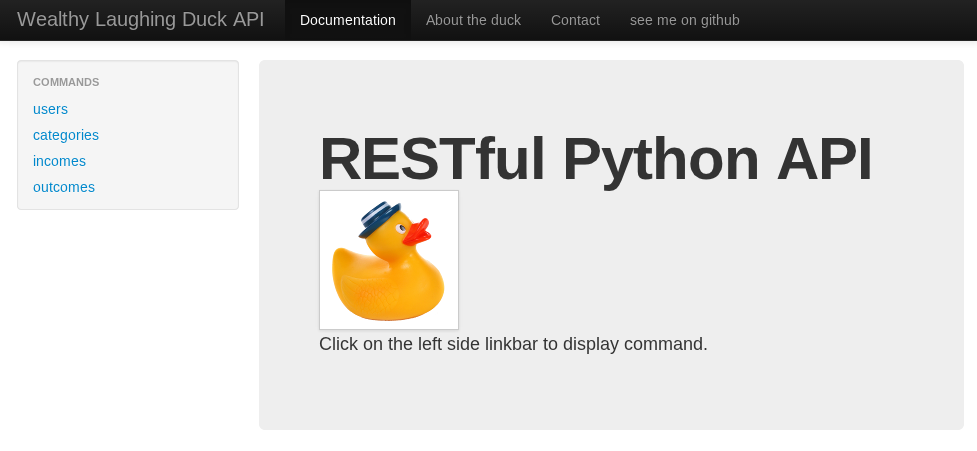 Wealthy Laughing Duck API
Documentation
About the duck
Contact
see me on github
COMMANDS
users
categories
incomes
outcomes
RESTful Python API
Click on the left side linkbar to display command.